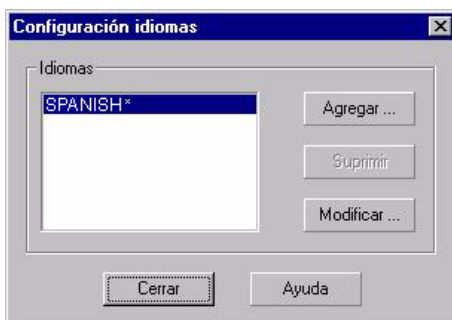 Configuración idiomas
Idiomas
SPANISH*
Agregar ...
Suprimir
Modificar ...
Cerrar
Ayuda